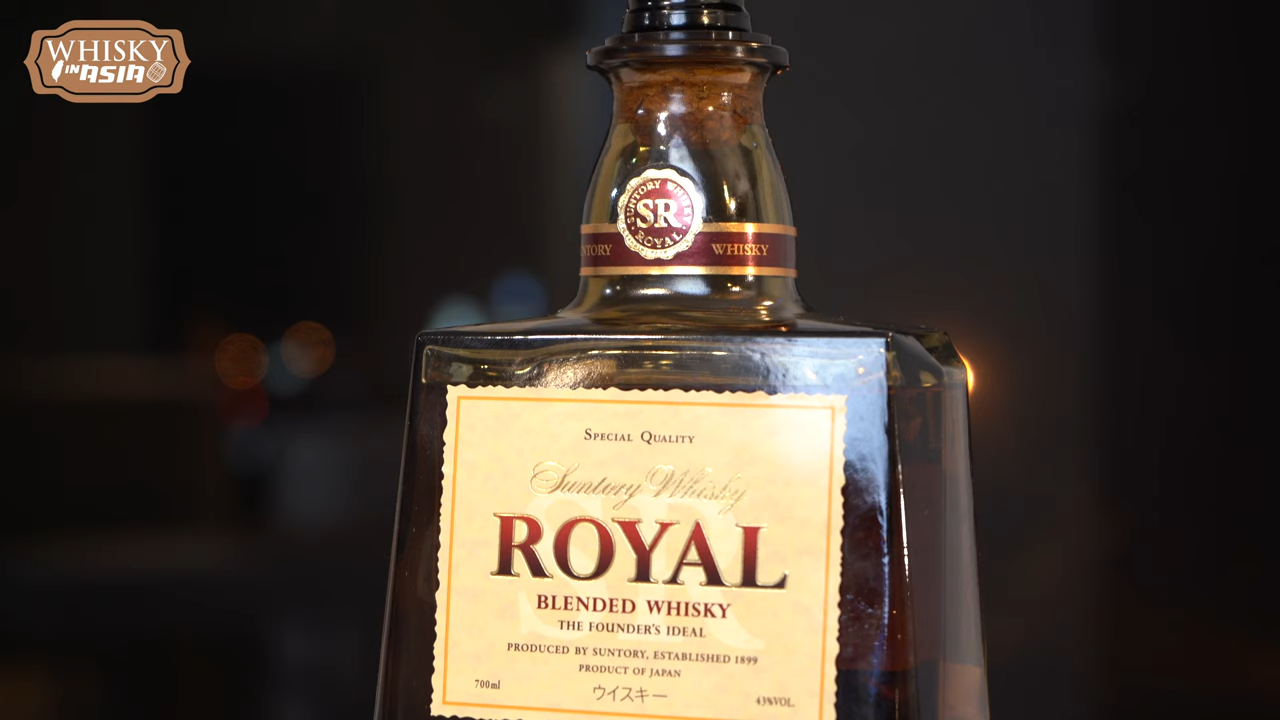 WHISKY
IN ASIA
SUNTORY WHISKY
SR
ROYAL
NTORY
WHISKY
SPECIAL QUALITY
Suntory Whisky
ROYAL
BLENDED WHISKY
THE FOUNDER'S IDEAL
PRODUCED BY SUNTORY, ESTABLISHED 1899
PRODUCT OF JAPAN
700ml
ウイスキー
43%VOL.